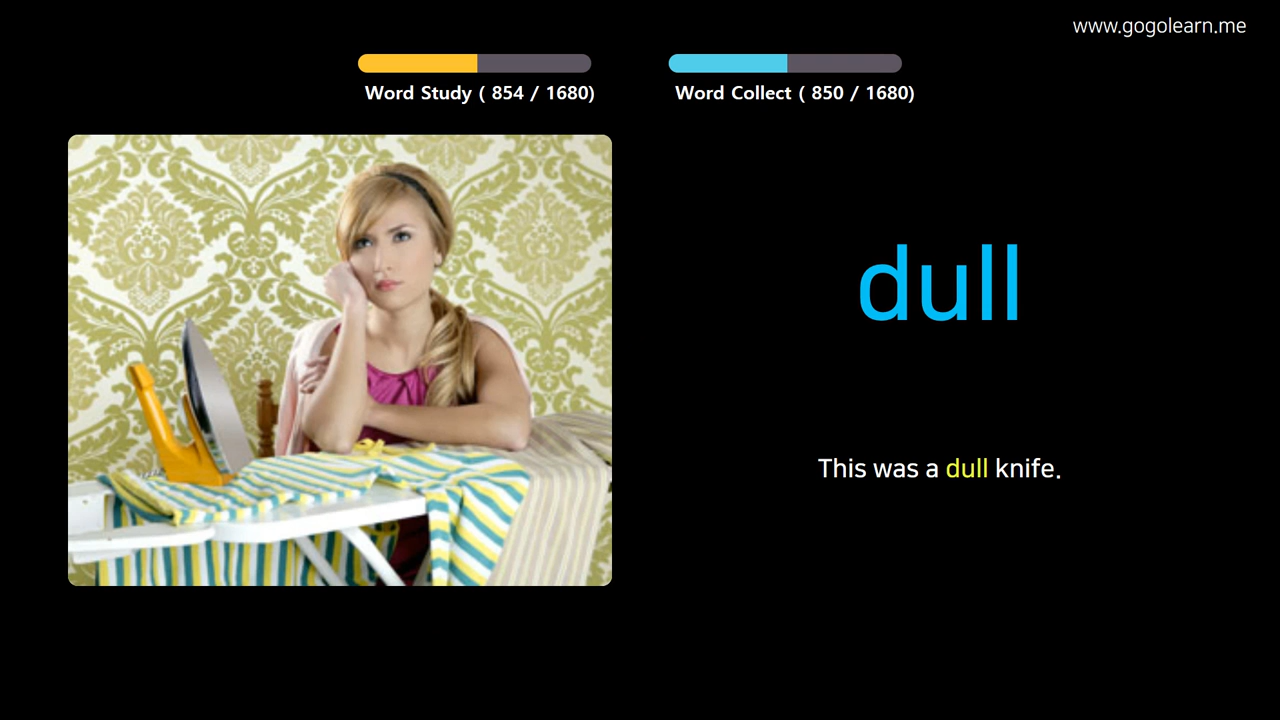 www.gogolearn.me
Word Study ( 854 / 1680)
Word Collect ( 850 / 1680)
dull
This was a dull knife.